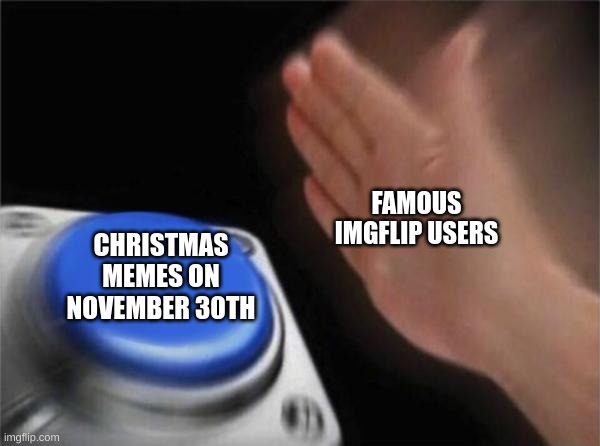 FAMOUS
IMGFLIP USERS
CHRISTMAS
MEMES ON
NOVEMBER 30TH
imgflip.com